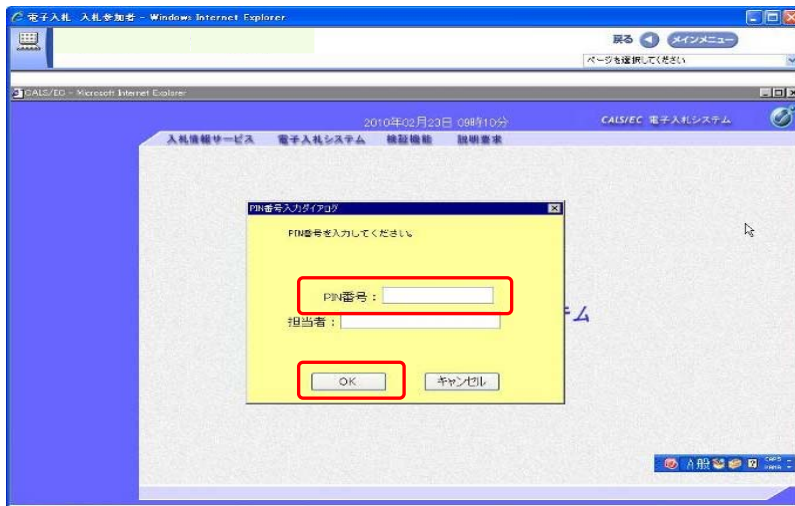 電子入札 入札参加者 - Windows Internet Explorer
戻る メインメニュー
ページを選択してください
CALS/EC - Microsoft Internet Explorer
2010年02月23日 09時10分 CALS/EC 電子入札システム
入札情報サービス 電子入札システム 検証機能 説明要求
PIN番号入力ダイアログ
PIN番号を入力してください。
PIN番号：
テム
担当者：
OK キャンセル
A 般 CAPS
KANA